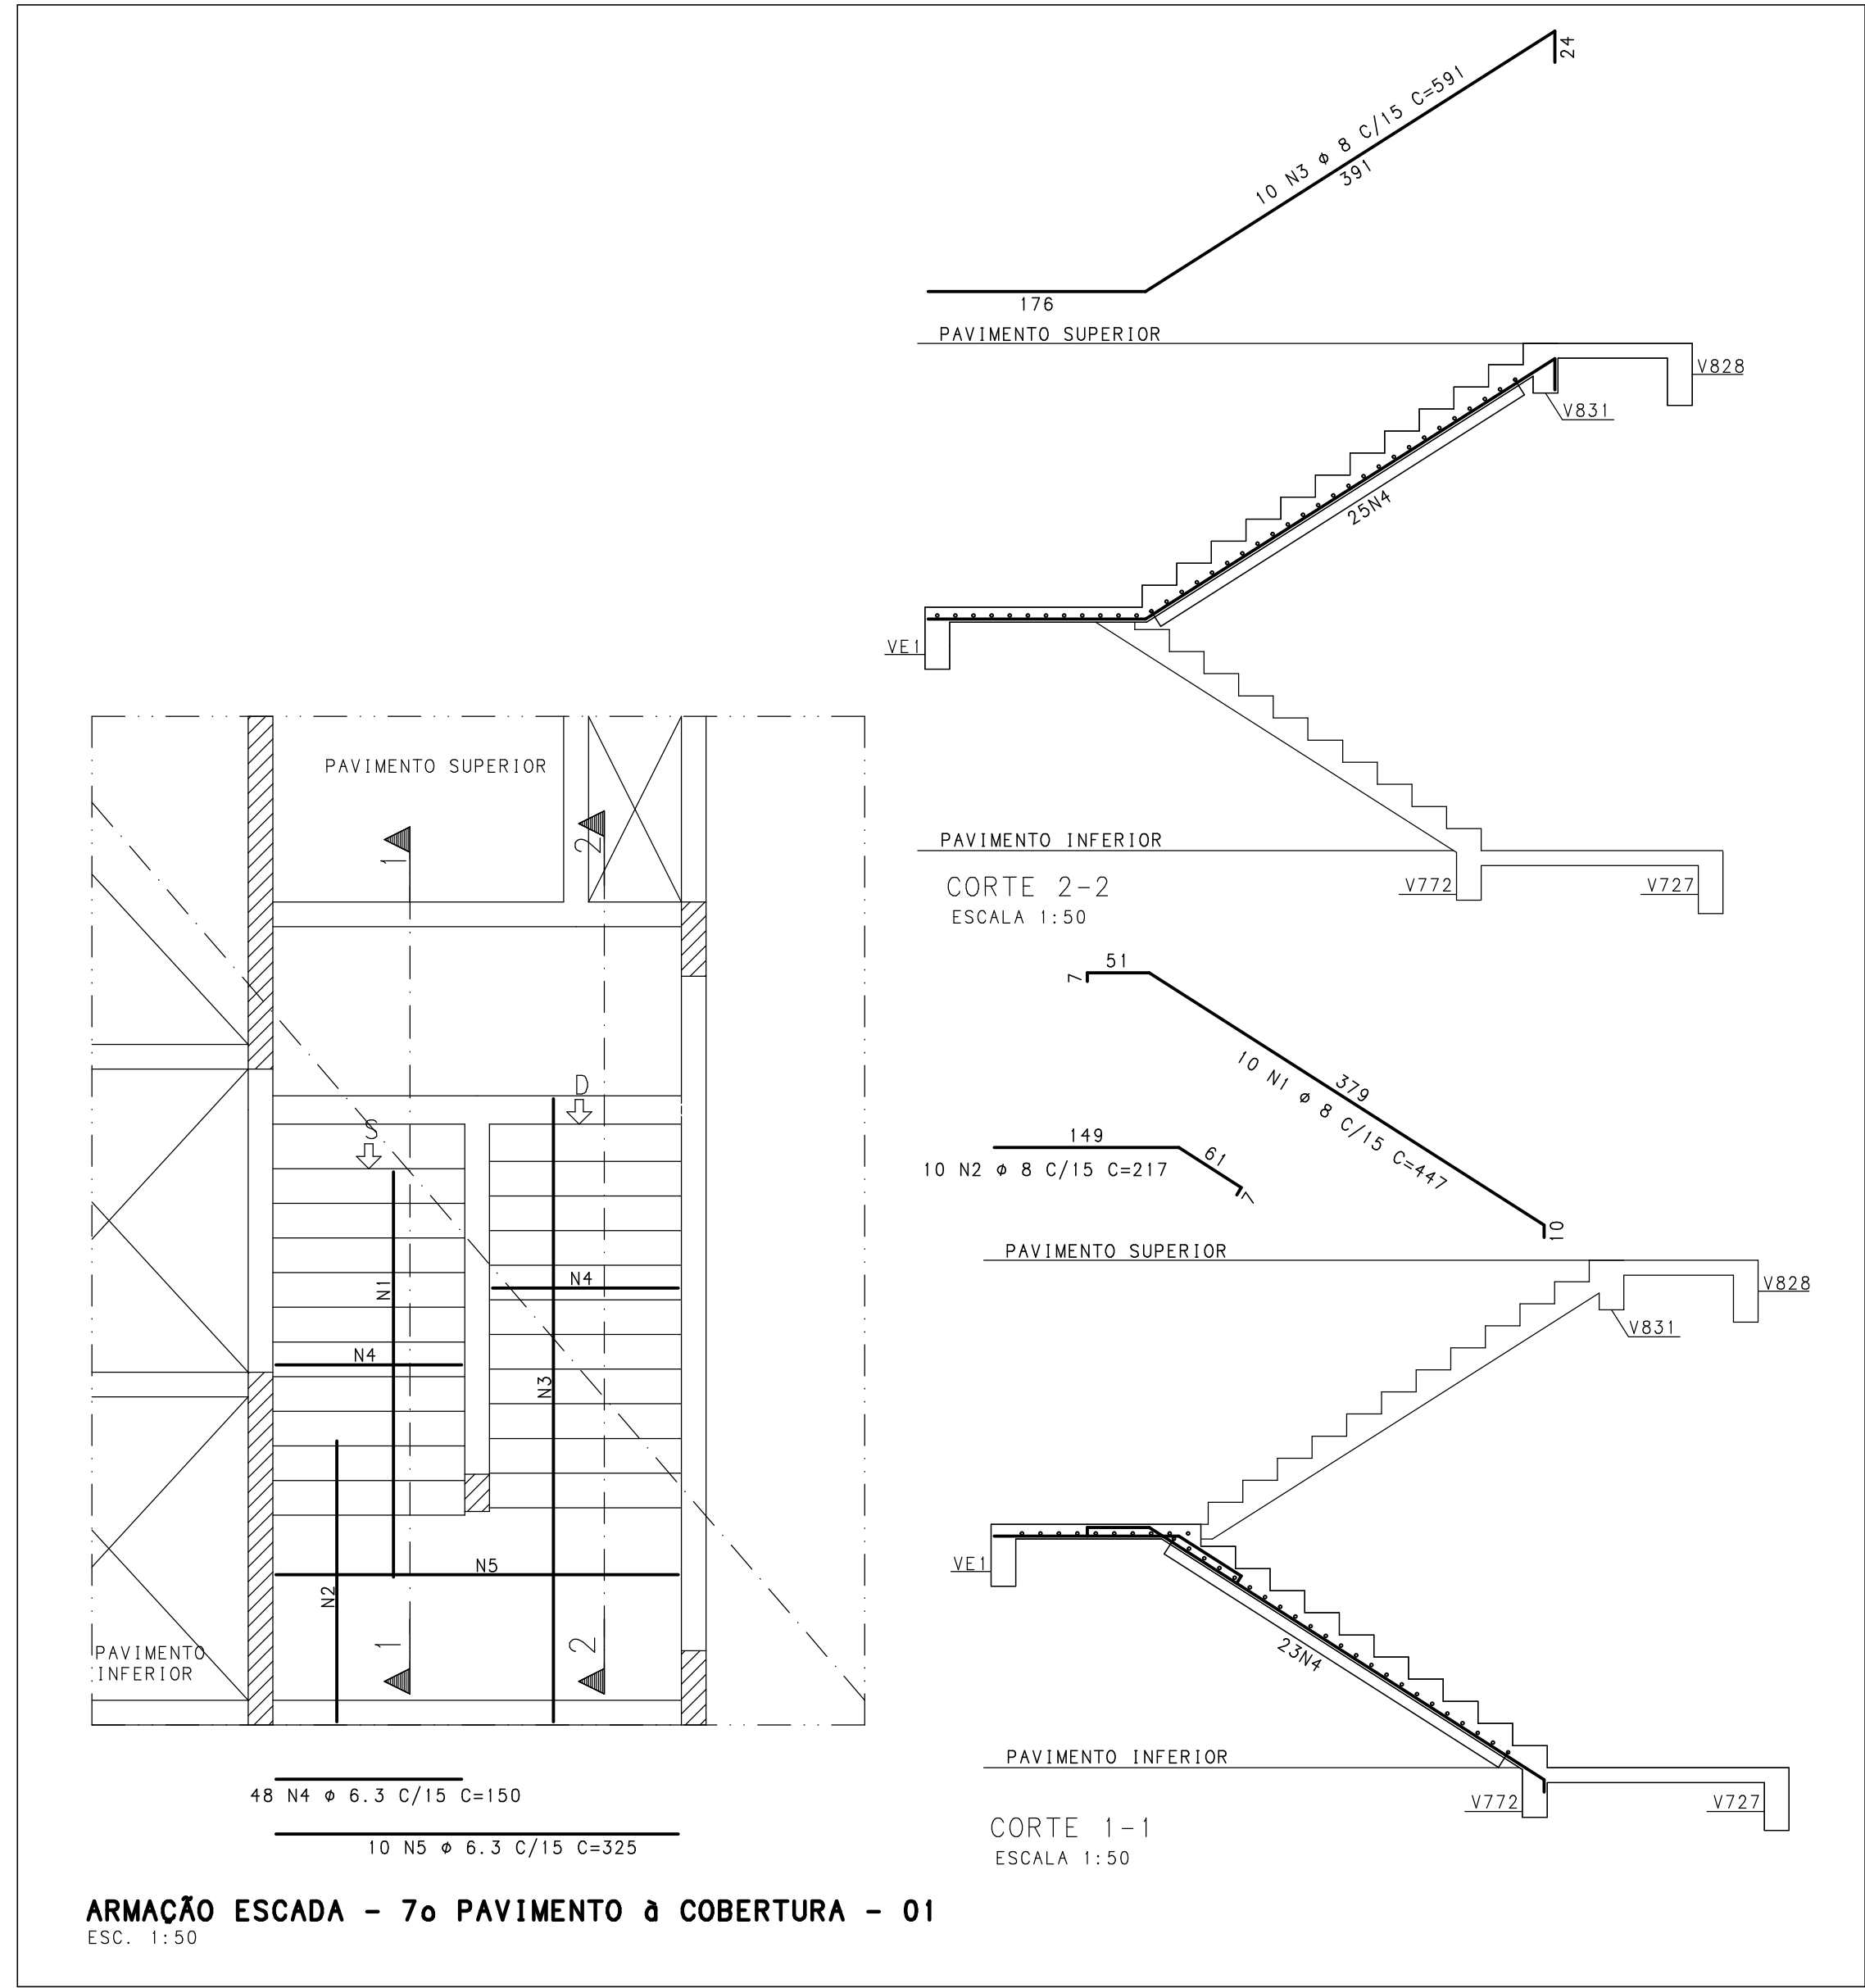 24
10 N3 φ 8 C/15 C=591
391
176
PAVIMENTO SUPERIOR
V828
V831
25N4
VE1
PAVIMENTO INFERIOR
V772
V727
CORTE 2-2
ESCALA 1:50
PAVIMENTO SUPERIOR
1
2
D
S
N1
N4
N4
N3
N5
N2
1
2
PAVIMENTO
INFERIOR
48 N4 φ 6.3 C/15 C=150
10 N5 φ 6.3 C/15 C=325
51
7
379
10 N1 φ 8 C/15 C=447
10
149
61
7
10 N2 φ 8 C/15 C=217
PAVIMENTO SUPERIOR
V828
V831
VE1
23N4
PAVIMENTO INFERIOR
V772
V727
CORTE 1-1
ESCALA 1:50
ARMAÇÃO ESCADA - 7o PAVIMENTO à COBERTURA - 01
ESC. 1:50